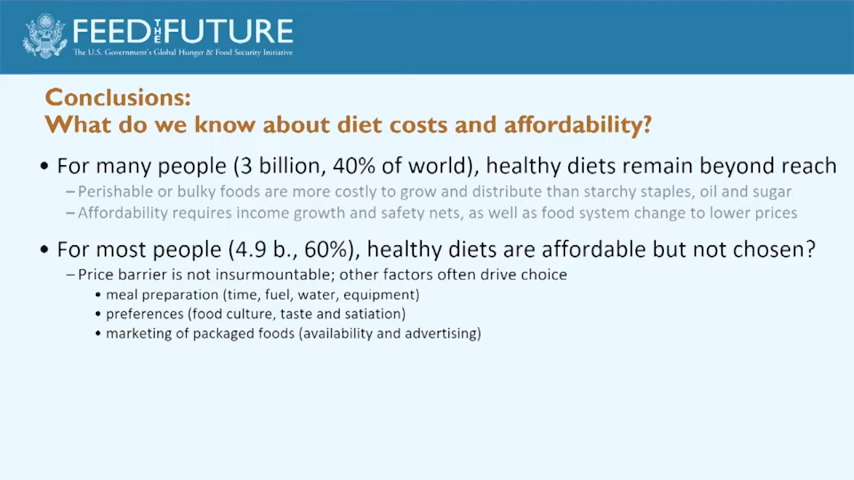 FEED THE FUTURE
The U.S. Government's Global Hunger & Food Security Initiative
Conclusions:
What do we know about diet costs and affordability?
• For many people (3 billion, 40% of world), healthy diets remain beyond reach
– Perishable or bulky foods are more costly to grow and distribute than starchy staples, oil and sugar
– Affordability requires income growth and safety nets, as well as food system change to lower prices
• For most people (4.9 b., 60%), healthy diets are affordable but not chosen?
– Price barrier is not insurmountable; other factors often drive choice
• meal preparation (time, fuel, water, equipment)
• preferences (food culture, taste and satiation)
• marketing of packaged foods (availability and advertising)